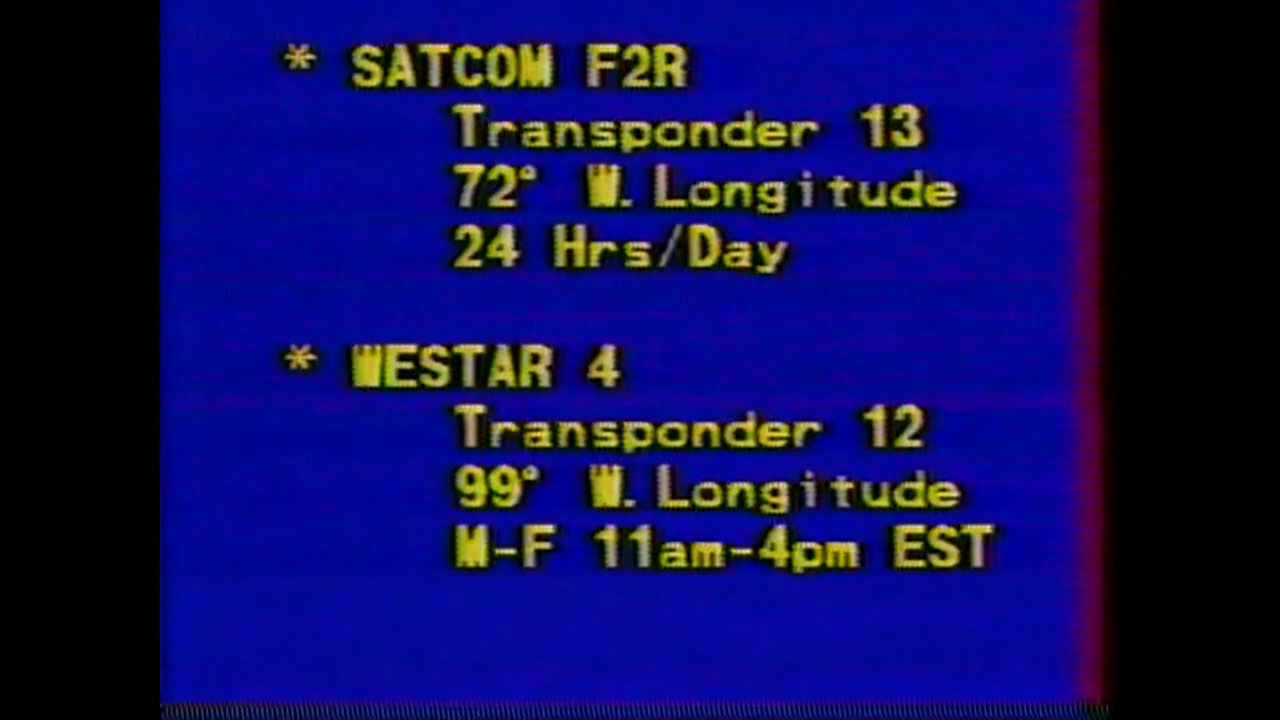 * SATCOM F2R
Transponder 13
72° W. Longitude
24 Hrs/Day
* WESTAR 4
Transponder 12
99° W. Longitude
M-F 11am-4pm EST